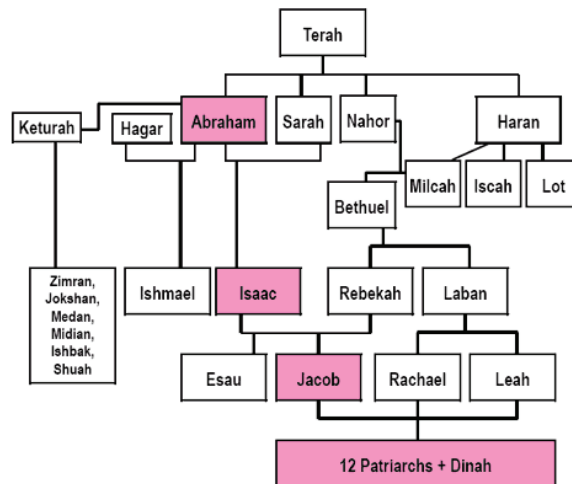 Terah
Keturah
Hagar
Abraham
Sarah
Nahor
Haran
Milcah
Iscah
Lot
Bethuel
Zimran,
Jokshan,
Medan,
Midian,
Ishbak,
Shuah
Ishmael
Isaac
Rebekah
Laban
Esau
Jacob
Rachael
Leah
12 Patriarchs + Dinah